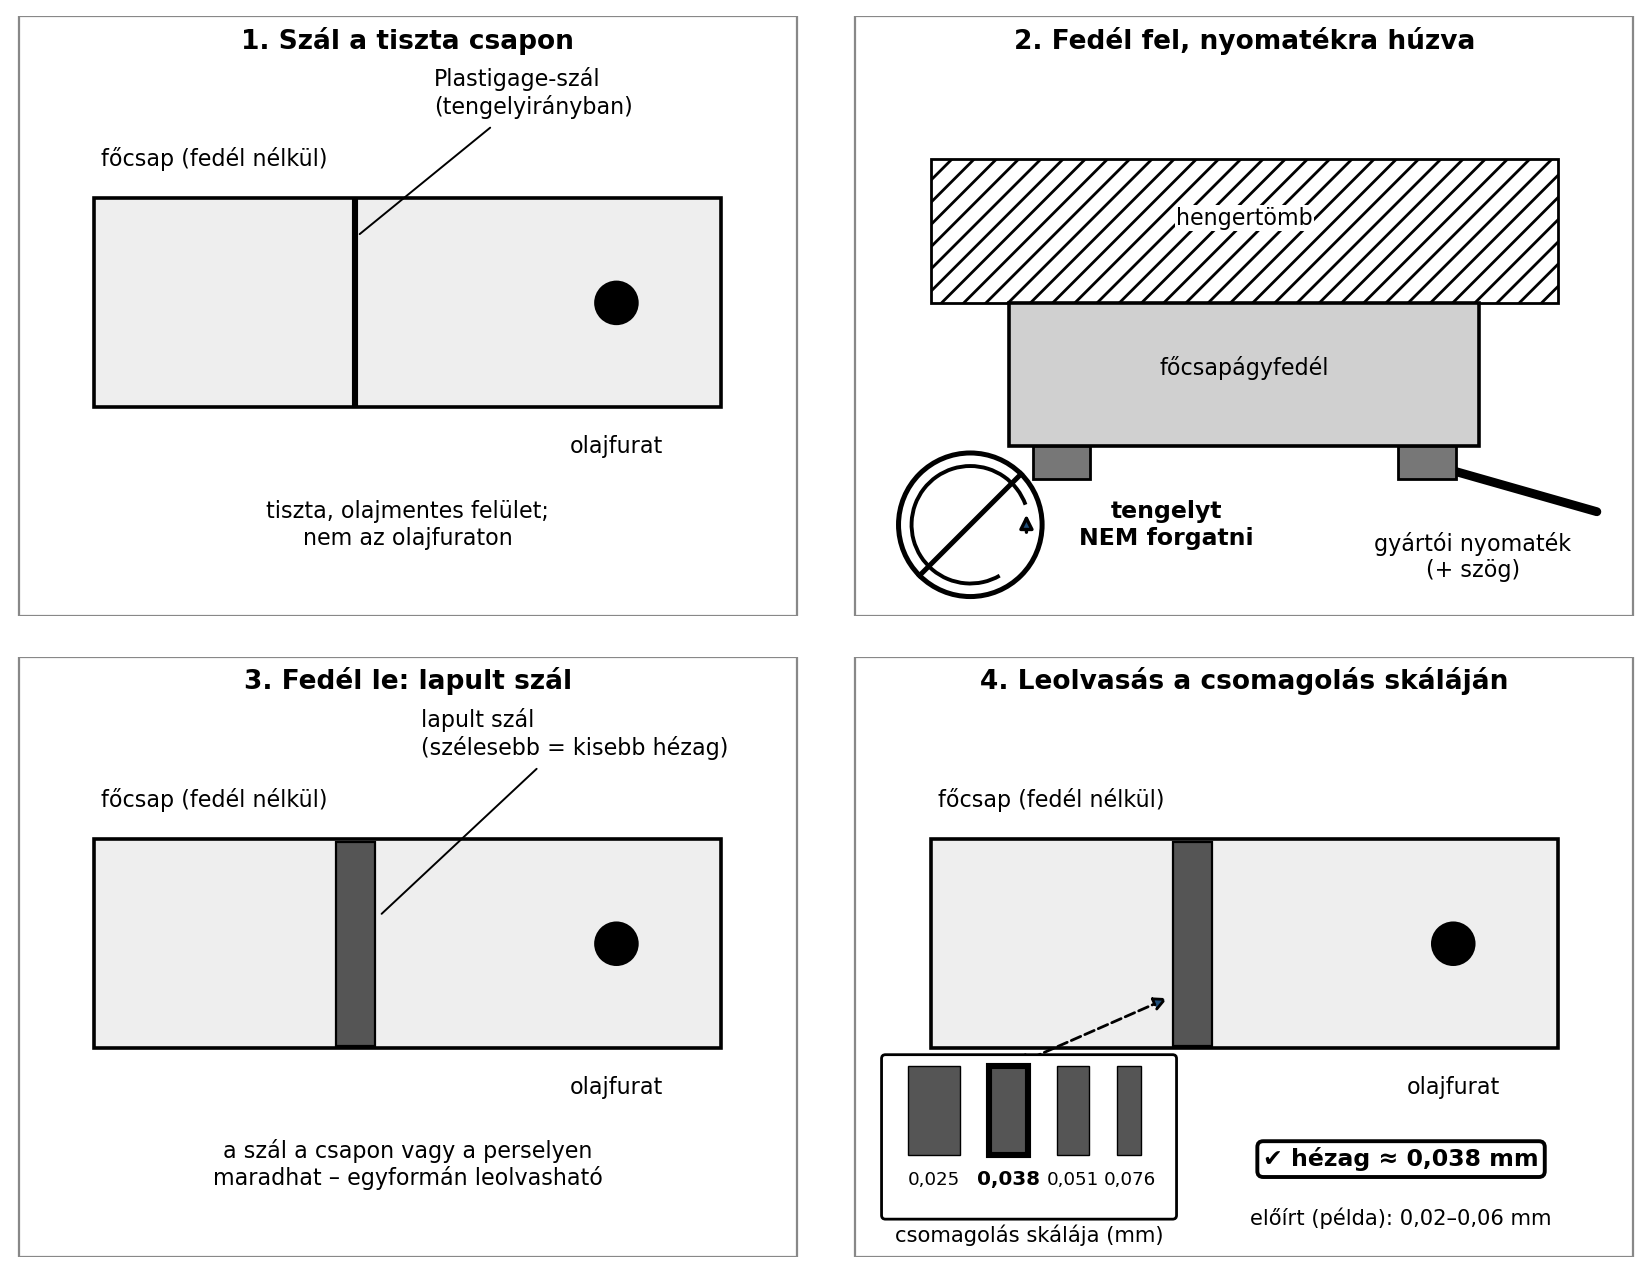 1. Szál a tiszta csapon
Plastigage-szál
(tengelyirányban)
főcsap (fedél nélkül)
olajfurat
tiszta, olajmentes felület;
nem az olajfuraton
2. Fedél fel, nyomatékra húzva
hengertömb
főcsapágyfedél
tengelyt
NEM forgatni
gyártói nyomaték
(+ szög)
3. Fedél le: lapult szál
lapult szál
(szélesebb = kisebb hézag)
főcsap (fedél nélkül)
olajfurat
a szál a csapon vagy a perselyen
maradhat – egyformán leolvasható
4. Leolvasás a csomagolás skáláján
főcsap (fedél nélkül)
olajfurat
0,025 0,038 0,051 0,076
csomagolás skálája (mm)
✔ hézag ≈ 0,038 mm
előírt (példa): 0,02–0,06 mm